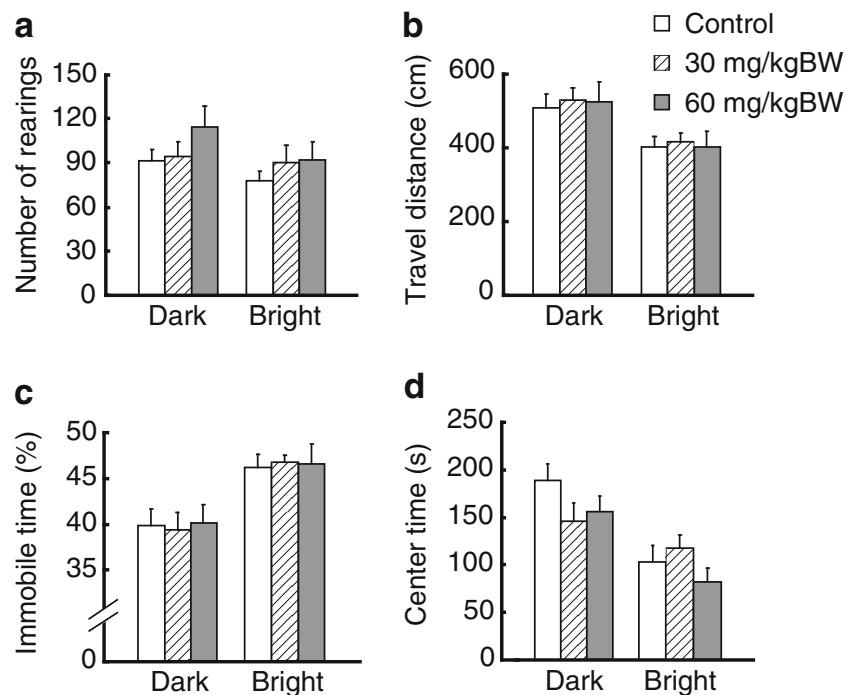 a
Number of rearings
150
120
90
60
30
0
Dark Bright
b
Travel distance (cm)
600
400
200
0
Dark Bright
Control
30 mg/kgBW
60 mg/kgBW
c
Immobile time (%)
50
45
40
35
0
Dark Bright
d
Center time (s)
250
200
150
100
50
0
Dark Bright